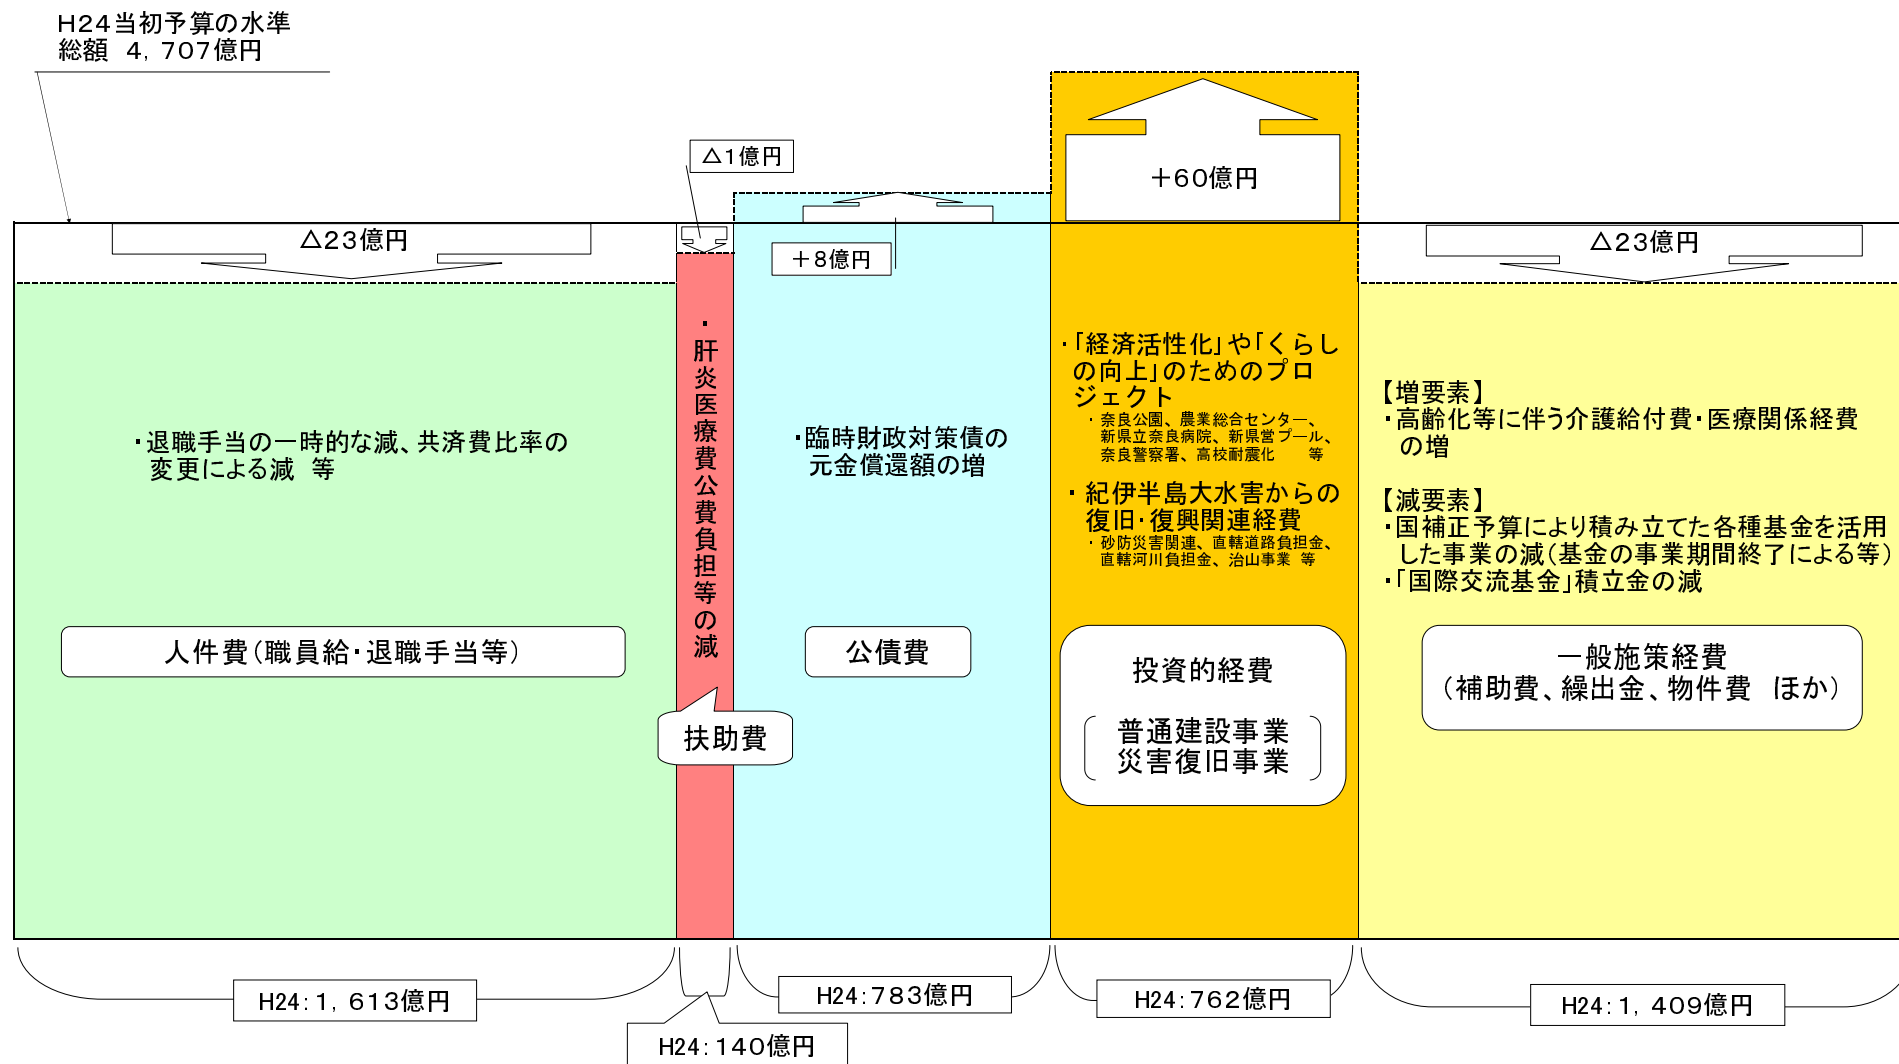 H24当初予算の水準
総額　4，707億円
△1億円
＋60億円
△23億円
＋8億円
△23億円
・退職手当の一時的な減、共済費比率の
変更による減　等
・肝炎医療費公費負担等の減
・臨時財政対策債の
元金償還額の増
・「経済活性化」や「くらし
の向上」のためのプロ
ジェクト
・奈良公園、農業総合センター、
新県立奈良病院、新県営プール、
奈良警察署、高校耐震化　　等
・紀伊半島大水害からの
復旧・復興関連経費
・砂防災害関連、直轄道路負担金、
直轄河川負担金、治山事業　等
【増要素】
・高齢化等に伴う介護給付費・医療関係経費
の増
【減要素】
・国補正予算により積み立てた各種基金を活用
した事業の減（基金の事業期間終了による等）
・「国際交流基金」積立金の減
人件費（職員給・退職手当等）
扶助費
公債費
投資的経費
普通建設事業
災害復旧事業
一般施策経費
（補助費、繰出金、物件費　ほか）
H24：1，613億円
H24：140億円
H24：783億円
H24：762億円
H24：1，409億円